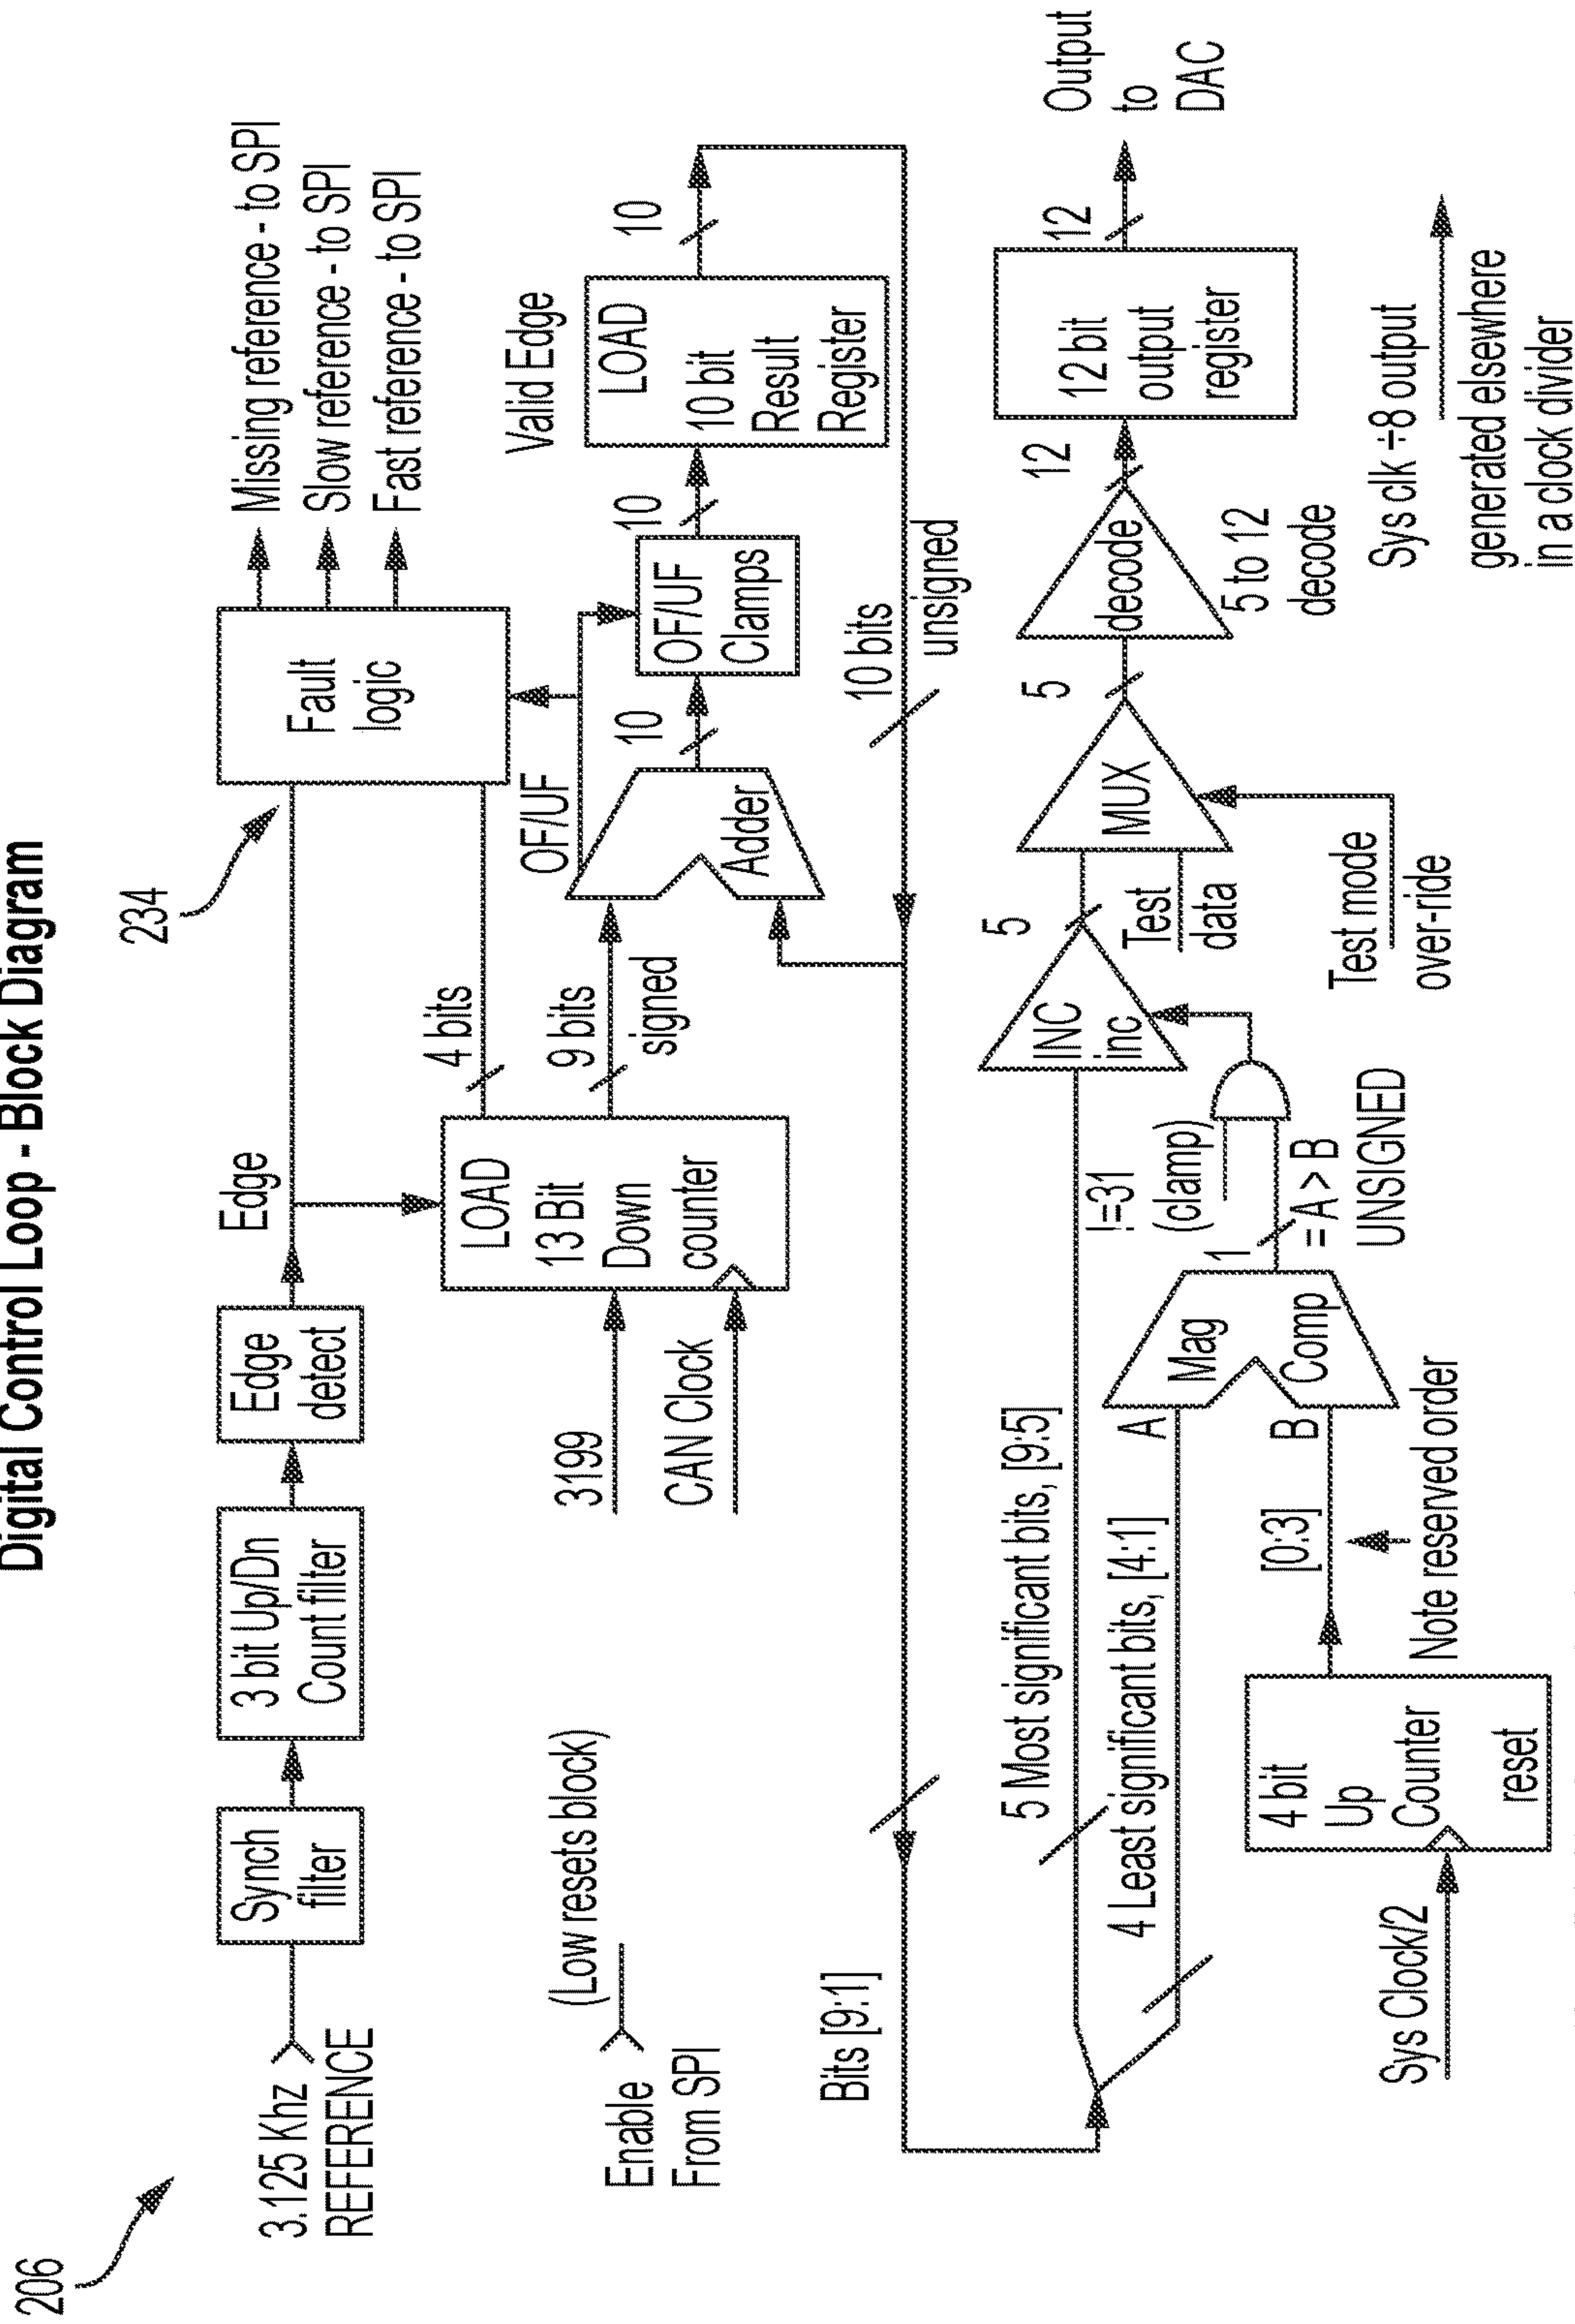 Digital Control Loop - Block Diagram
206
234
3.125 Khz
REFERENCE
Synch
filter
3 bit Up/Dn
Count filter
Edge
detect
Edge
Fault
logic
Missing reference - to SPI
Slow reference - to SPI
Fast reference - to SPI
Enable
From SPI
(Low resets block)
3199
CAN Clock
LOAD
13 Bit
Down
counter
4 bits
9 bits
signed
OF/UF
Adder
10
OF/UF
Clamps
10
Valid Edge
LOAD
10 bit
Result
Register
10
10 bits
unsigned
Bits [9:1]
5 Most significant bits, [9:5]
4 Least significant bits, [4:1]
Sys Clock/2
4 bit
Up
Counter
reset
[0:3]
Note reserved order
A
B
Mag
Comp
1
= A > B
UNSIGNED
!=31
(clamp)
INC
inc
5
Test
data
MUX
Test mode
over-ride
5
decode
5 to 12
decode
12
12 bit
output
register
12
Output
to
DAC
Sys clk ÷8 output
generated elsewhere
in a clock divider